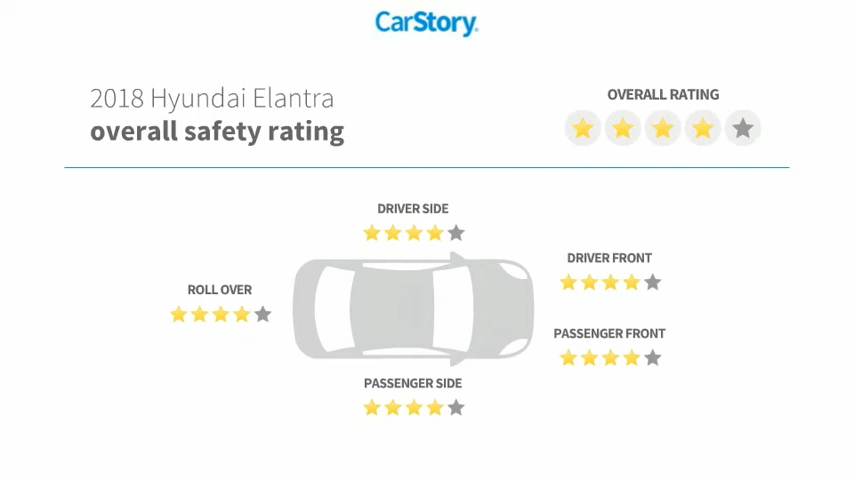 CarStory.
2018 Hyundai Elantra
overall safety rating
OVERALL RATING
DRIVER SIDE
DRIVER FRONT
ROLL OVER
PASSENGER FRONT
PASSENGER SIDE